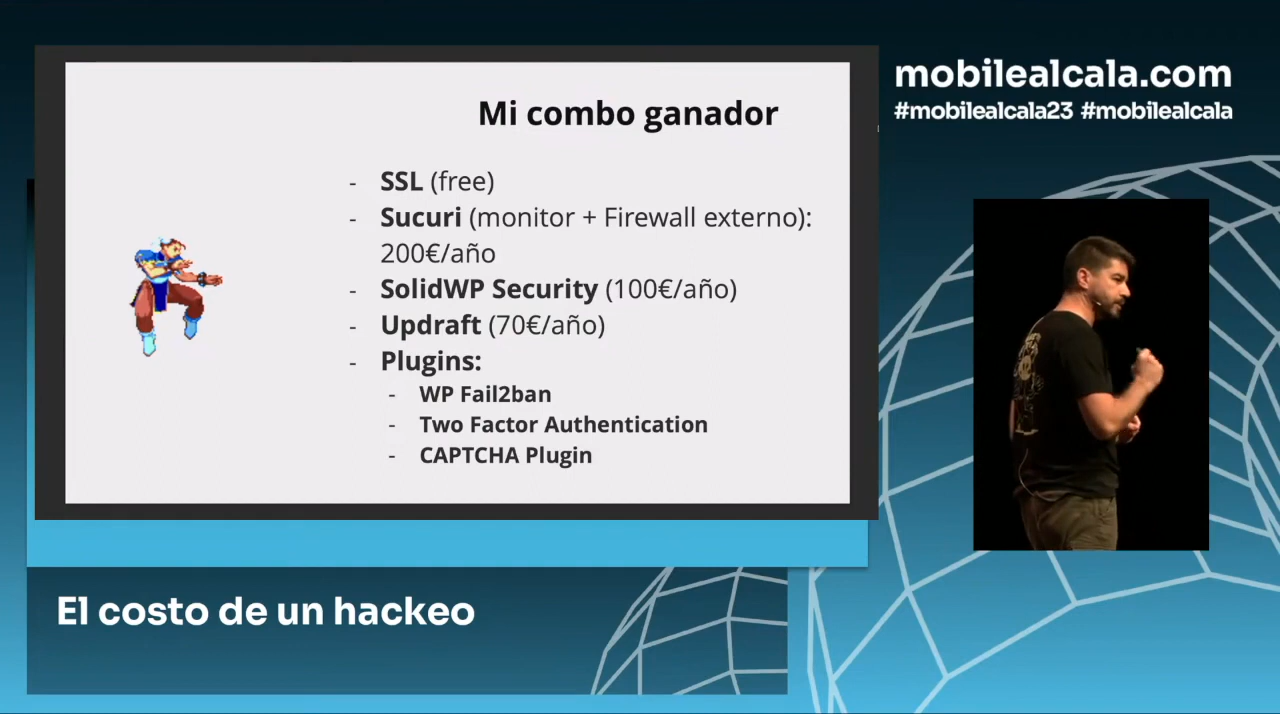 Mi combo ganador
- SSL (free)
- Sucuri (monitor + Firewall externo):
200€/año
- SolidWP Security (100€/año)
- Updraft (70€/año)
- Plugins:
- WP Fail2ban
- Two Factor Authentication
- CAPTCHA Plugin
mobilealcala.com
#mobilealcala23 #mobilealcala
El costo de un hackeo